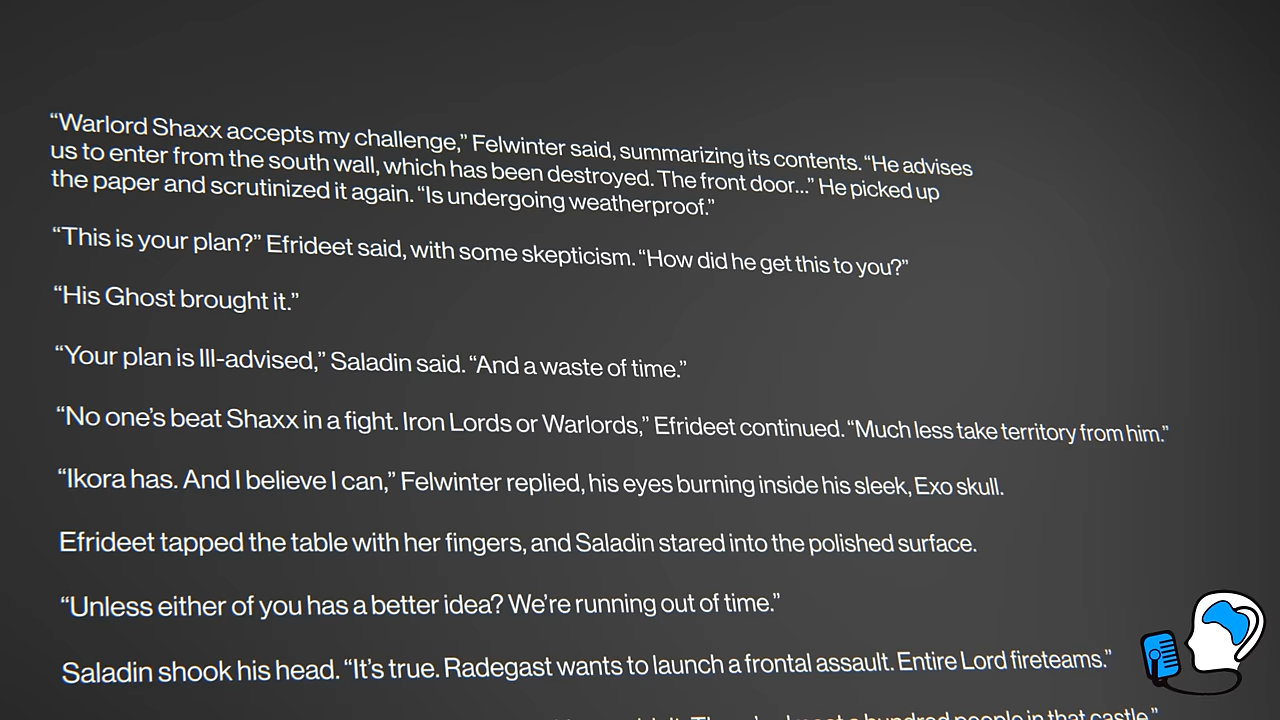 “Warlord Shaxx accepts my challenge,” Felwinter said, summarizing its contents. “He advises
us to enter from the south wall, which has been destroyed. The front door...” He picked up
the paper and scrutinized it again. “Is undergoing weatherproof.”
“This is your plan?” Efrideet said, with some skepticism. “How did he get this to you?”
“His Ghost brought it.”
“Your plan is Ill-advised,” Saladin said. “And a waste of time.”
“No one’s beat Shaxx in a fight. Iron Lords or Warlords,” Efrideet continued. “Much less take territory from him.”
“Ikora has. And I believe I can,” Felwinter replied, his eyes burning inside his sleek, Exo skull.
Efrideet tapped the table with her fingers, and Saladin stared into the polished surface.
“Unless either of you has a better idea? We’re running out of time.”
Saladin shook his head. “It’s true. Radegast wants to launch a frontal assault. Entire Lord fireteams.”
hundred people in that castle.”